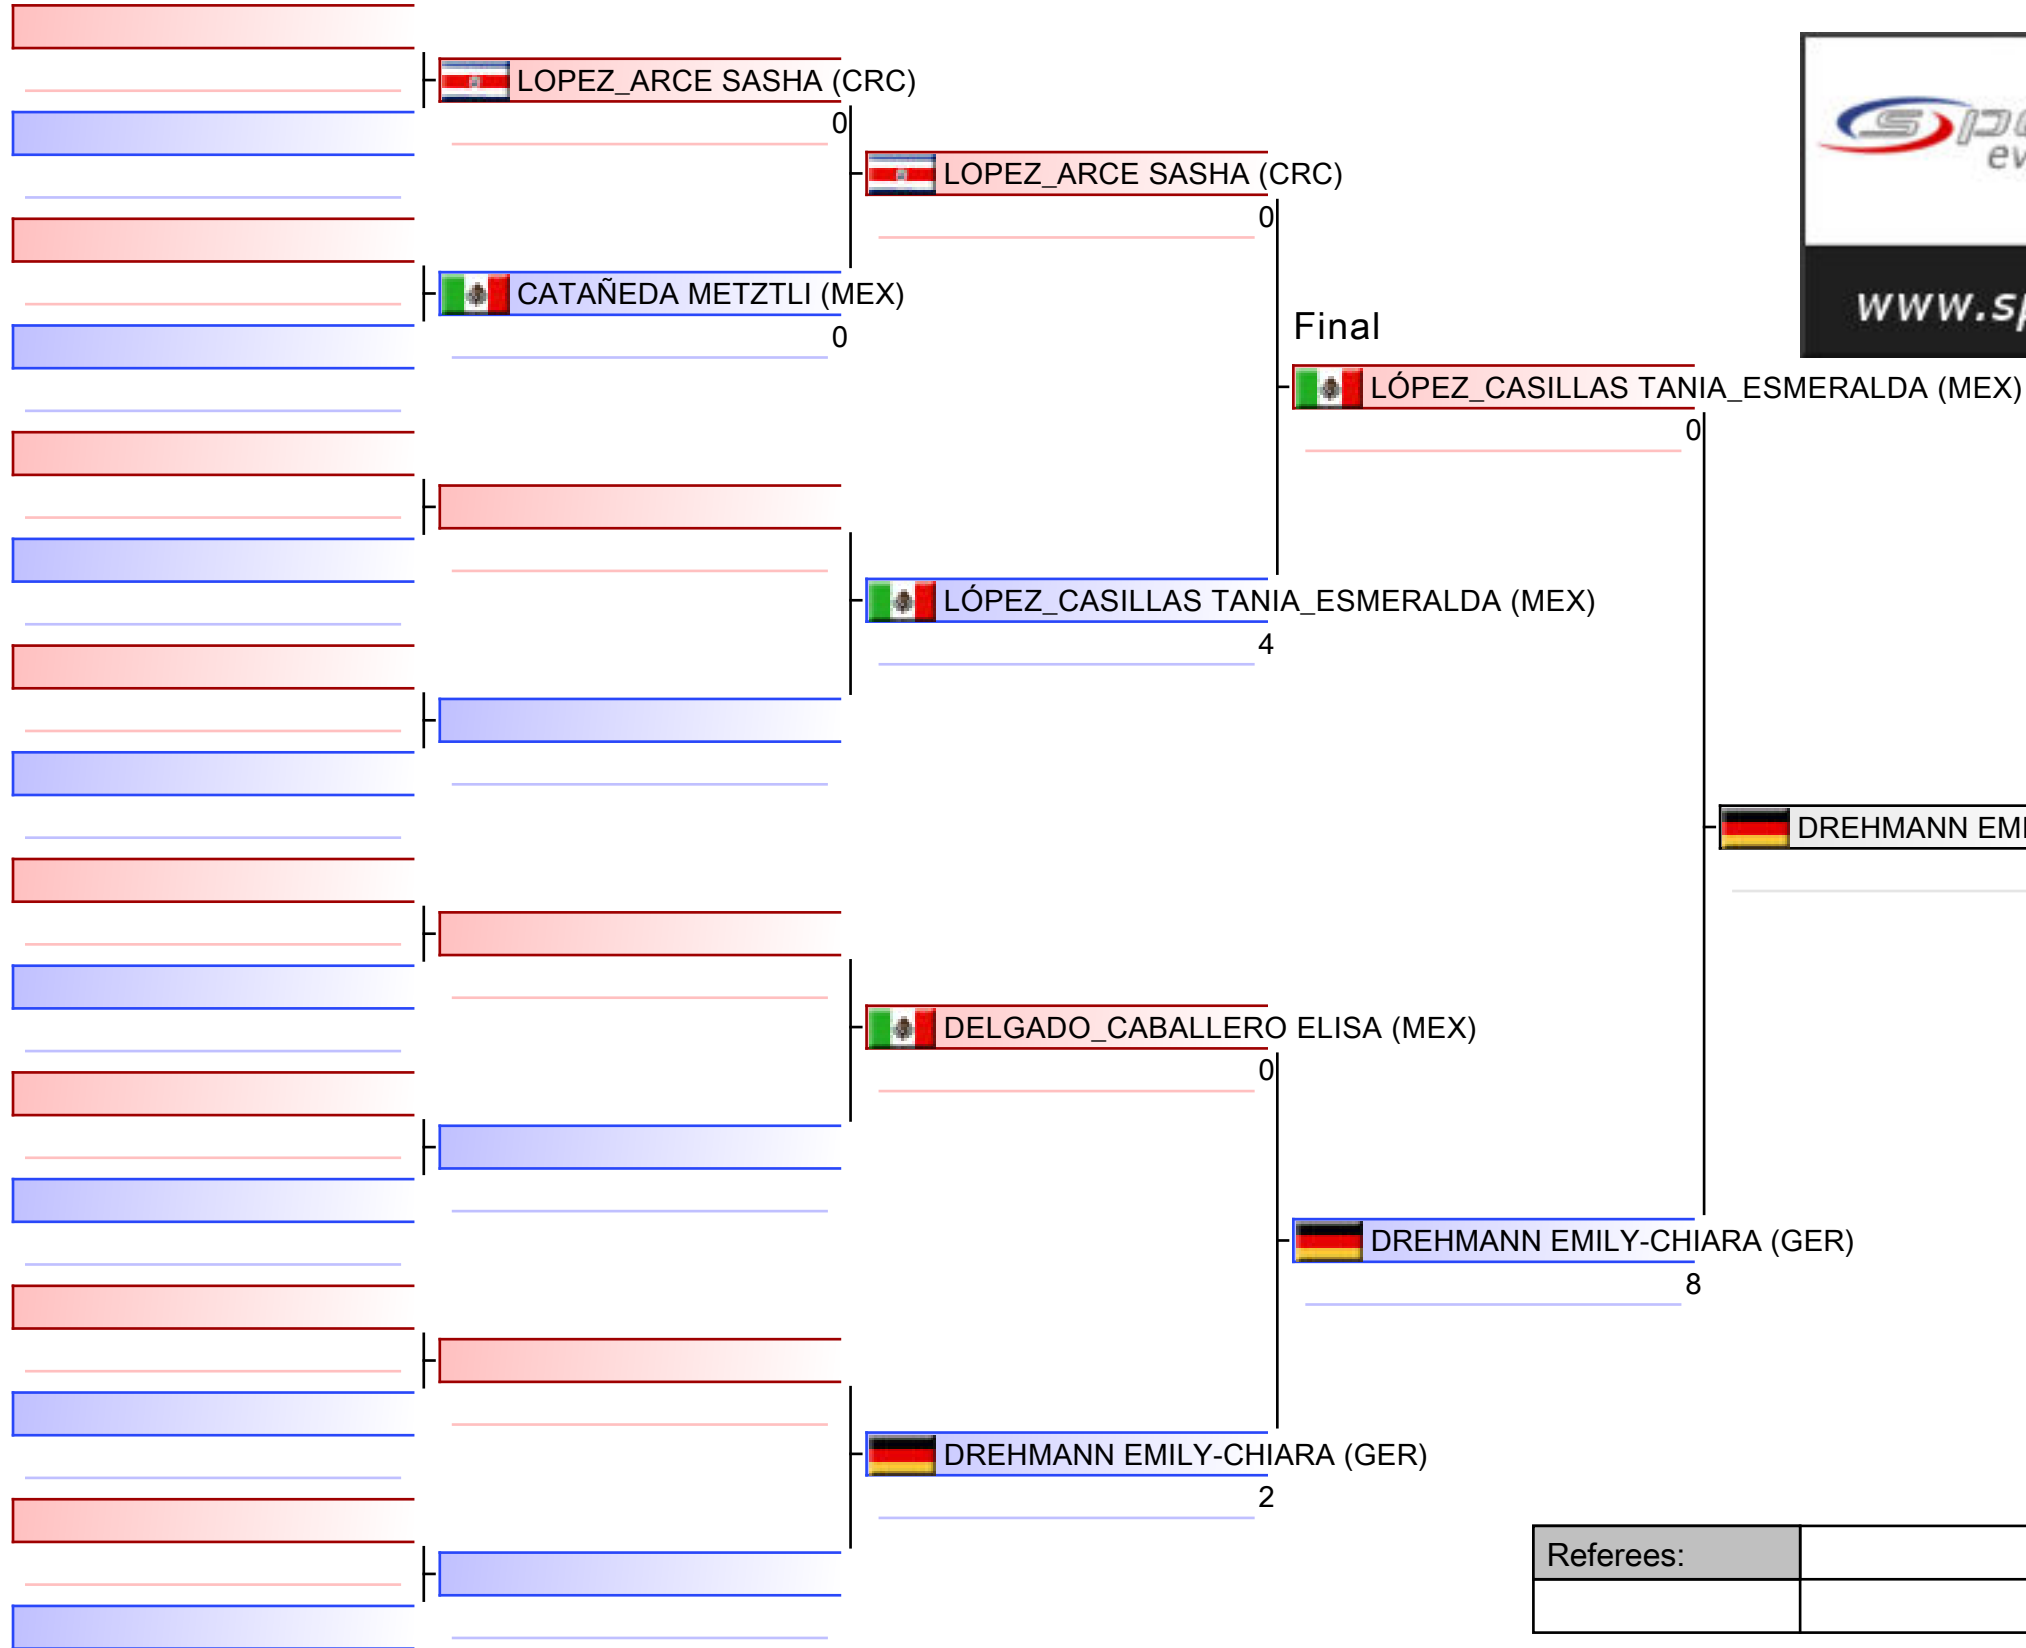 LOPEZ_ARCE SASHA (CRC)
0
LOPEZ_ARCE SASHA (CRC)
0
CATAÑEDA METZTLI (MEX)
0
Final
LÓPEZ_CASILLAS TANIA_ESMERALDA (MEX)
0
LÓPEZ_CASILLAS TANIA_ESMERALDA (MEX)
4
DREHMANN
DELGADO_CABALLERO ELISA (MEX)
0
DREHMANN EMILY-CHIARA (GER)
8
DREHMANN EMILY-CHIARA (GER)
2
Referees: